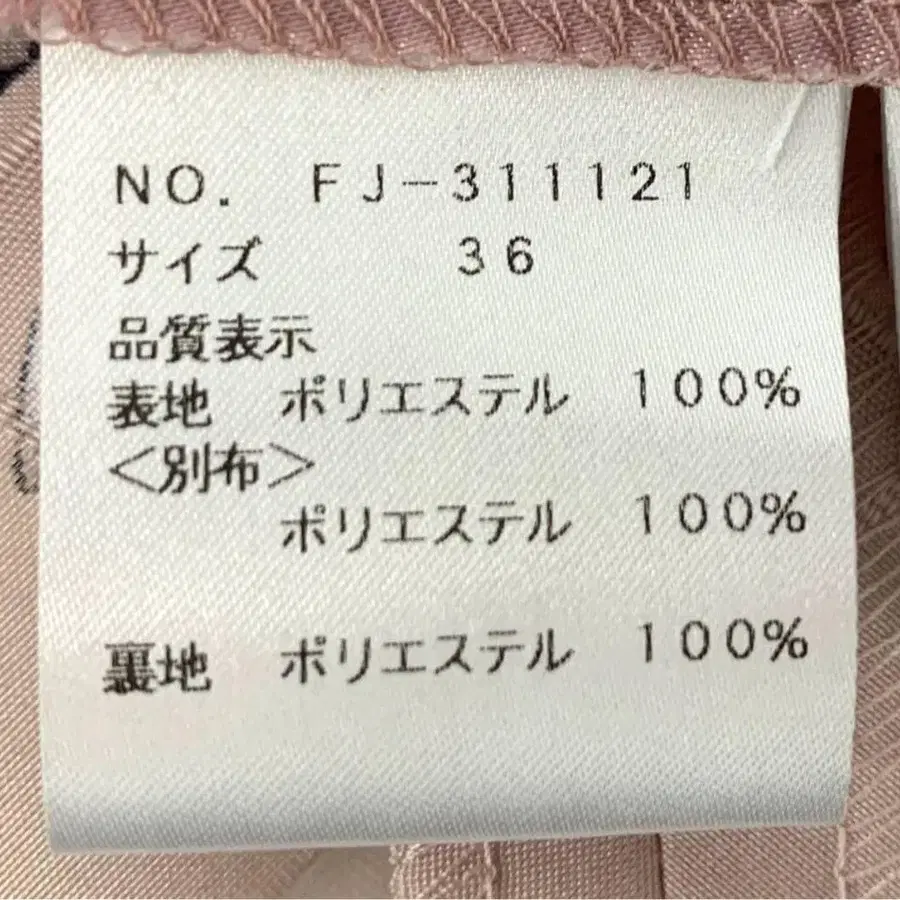 NO. FJ-311121
サイズ 36
品質表示
表地 ポリエステル 100%
<別布>
ポリエステル 100%
裏地 ポリエステル 100%